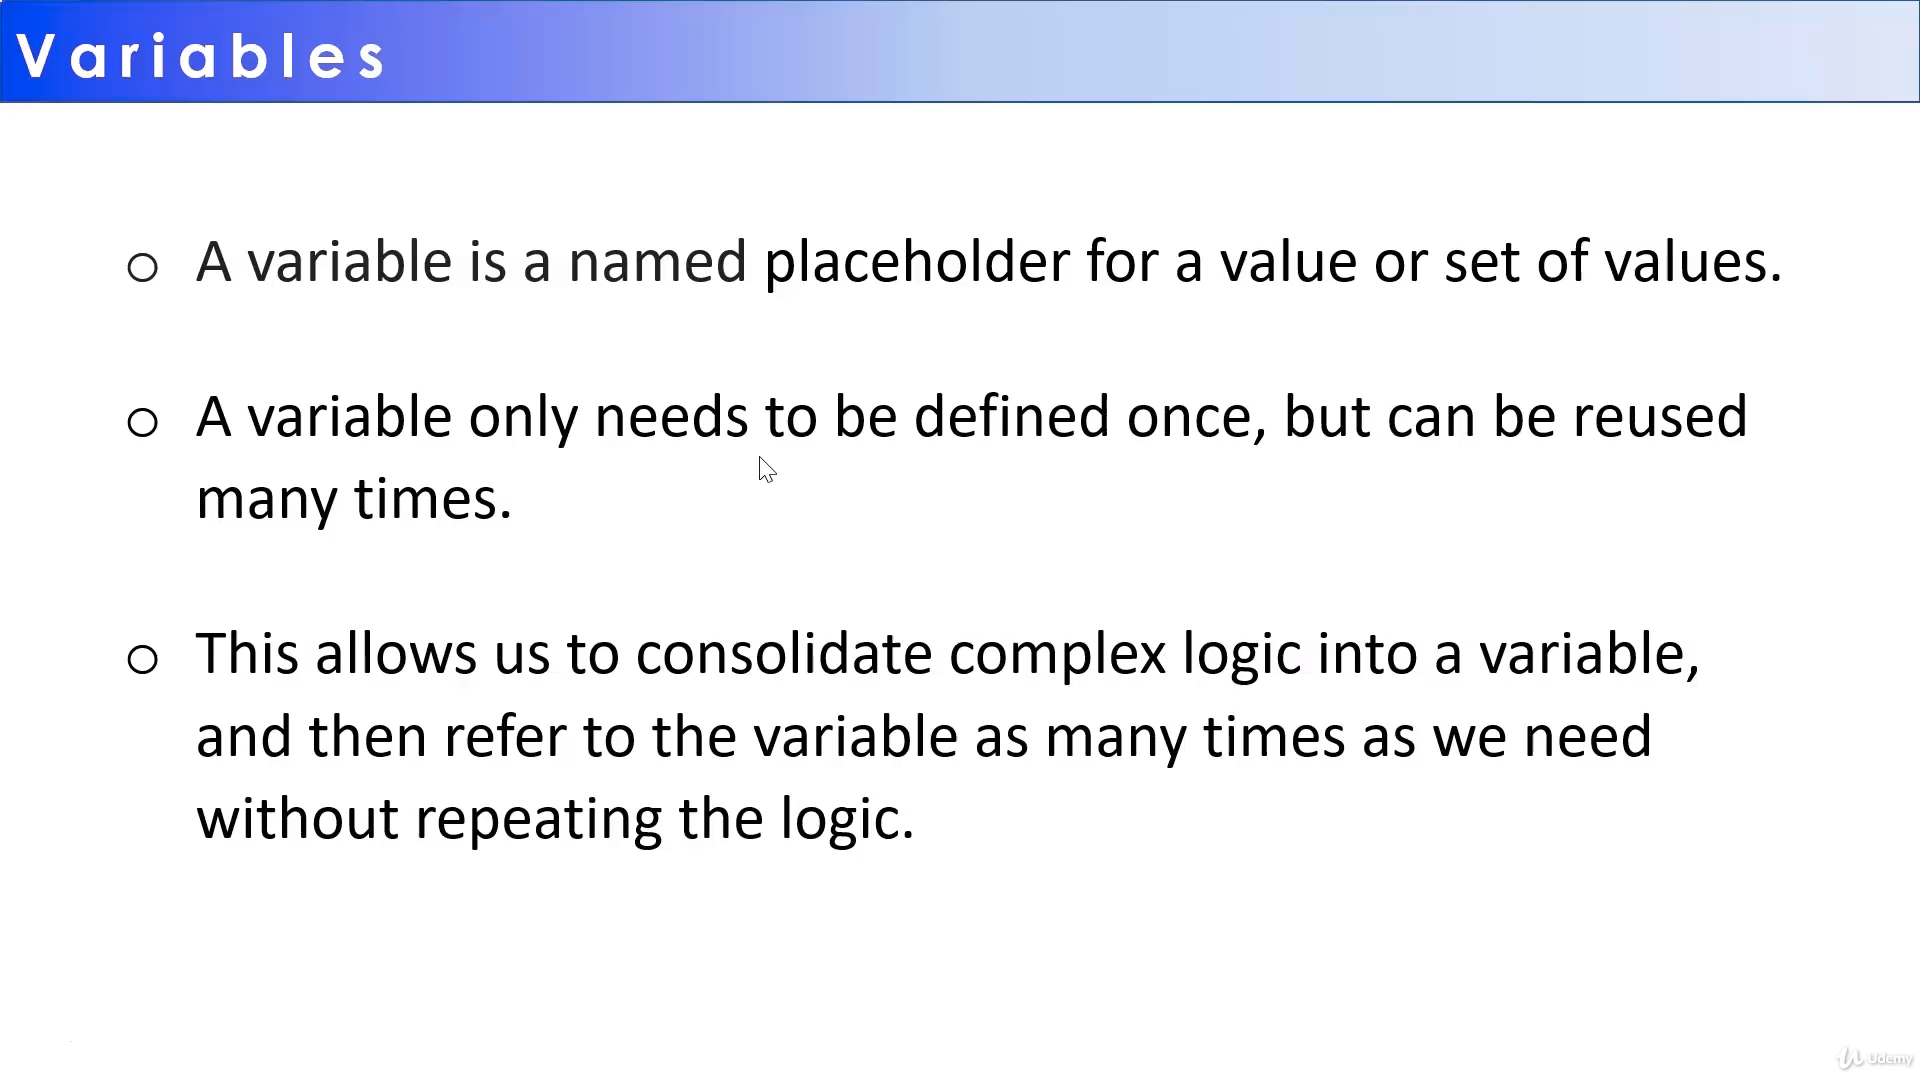 Variables
o A variable is a named placeholder for a value or set of values.
o A variable only needs to be defined once, but can be reused
many times.
o This allows us to consolidate complex logic into a variable,
and then refer to the variable as many times as we need
without repeating the logic.
Udemy